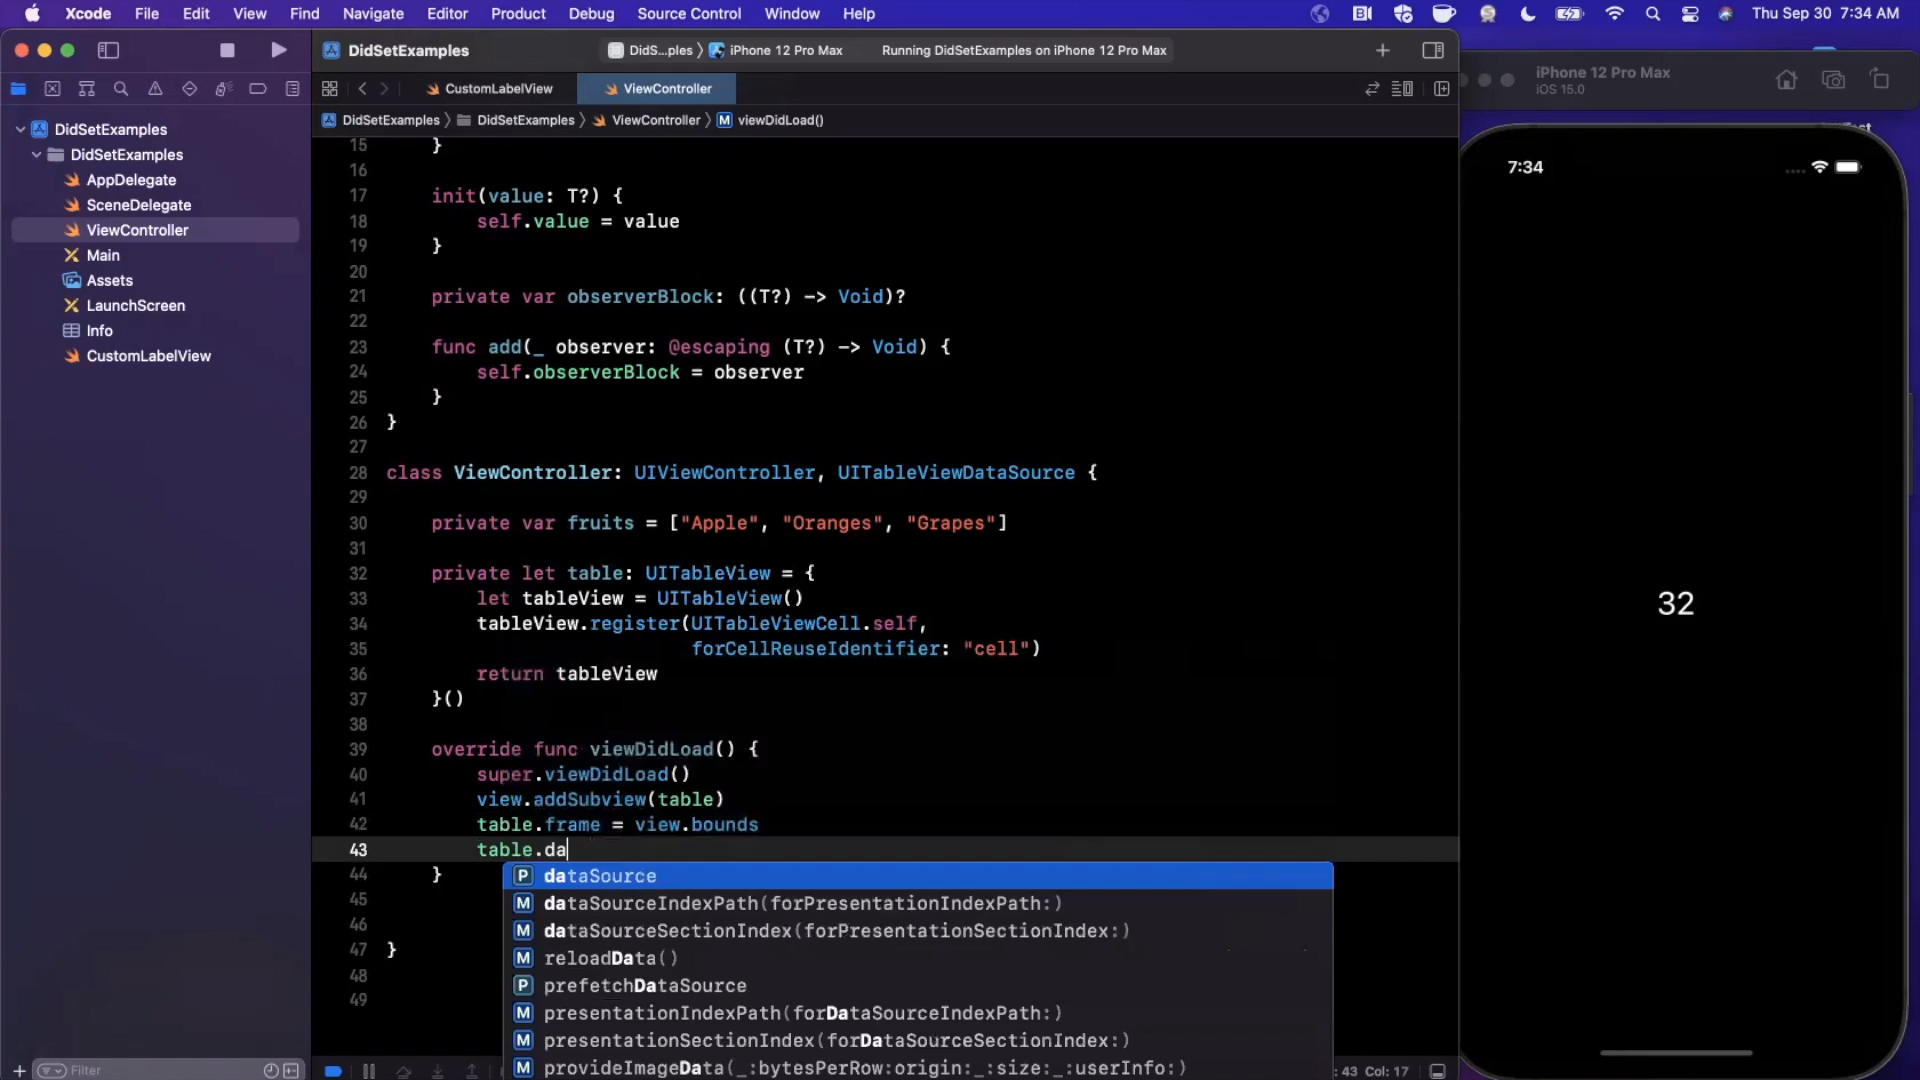 Xcode File Edit View Find Navigate Editor Product Debug Source Control Window Help Thu Sep 30 7:34 AM
DidSetExamples DidS...ples iPhone 12 Pro Max Running DidSetExamples on iPhone 12 Pro Max
iPhone 12 Pro Max
iOS 15.0
CustomLabelView ViewController
DidSetExamples DidSetExamples ViewController M viewDidLoad()
DidSetExamples
DidSetExamples
AppDelegate
SceneDelegate
ViewController
Main
Assets
LaunchScreen
Info
CustomLabelView
Filter
15 }
16
17 init(value: T?) {
18 self.value = value
19 }
20
21 private var observerBlock: ((T?) -> Void)?
22
23 func add(_ observer: @escaping (T?) -> Void) {
24 self.observerBlock = observer
25 }
26 }
27
28 class ViewController: UIViewController, UITableViewDataSource {
29
30 private var fruits = ["Apple", "Oranges", "Grapes"]
31
32 private let table: UITableView = {
33 let tableView = UITableView()
34 tableView.register(UITableViewCell.self,
35 forCellReuseIdentifier: "cell")
36 return tableView
37 }()
38
39 override func viewDidLoad() {
40 super.viewDidLoad()
41 view.addSubview(table)
42 table.frame = view.bounds
43 table.da
44 }
45
46
47 }
48
49
P dataSource
M dataSourceIndexPath(forPresentationIndexPath:)
M dataSourceSectionIndex(forPresentationSectionIndex:)
M reloadData()
P prefetchDataSource
M presentationIndexPath(forDataSourceIndexPath:)
M presentationSectionIndex(forDataSourceSectionIndex:)
M provideImageData(_:bytesPerRow:origin:_:size:_:userInfo:)
: 43 Col: 17
7:34
32